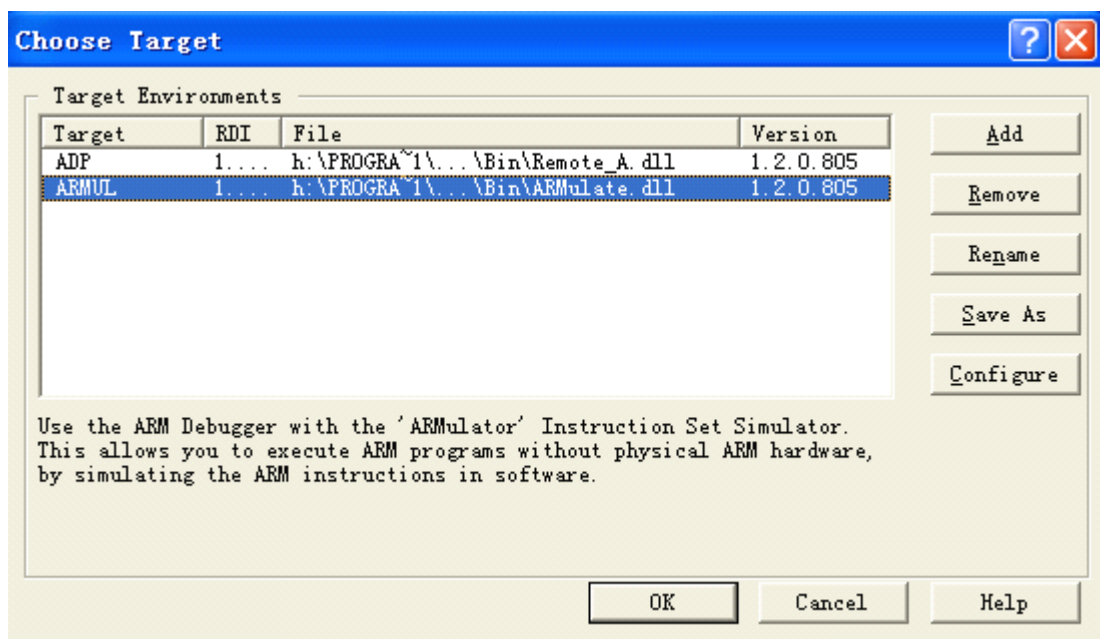 Choose Target
Target Environments
Target RDI File Version
ADP 1.... h:\PROGRA~1\...\Bin\Remote_A.dll 1.2.0.805
ARMUL 1.... h:\PROGRA~1\...\Bin\ARMulate.dll 1.2.0.805
Add
Remove
Rename
Save As
Configure
Use the ARM Debugger with the 'ARMulator' Instruction Set Simulator.
This allows you to execute ARM programs without physical ARM hardware,
by simulating the ARM instructions in software.
OK Cancel Help